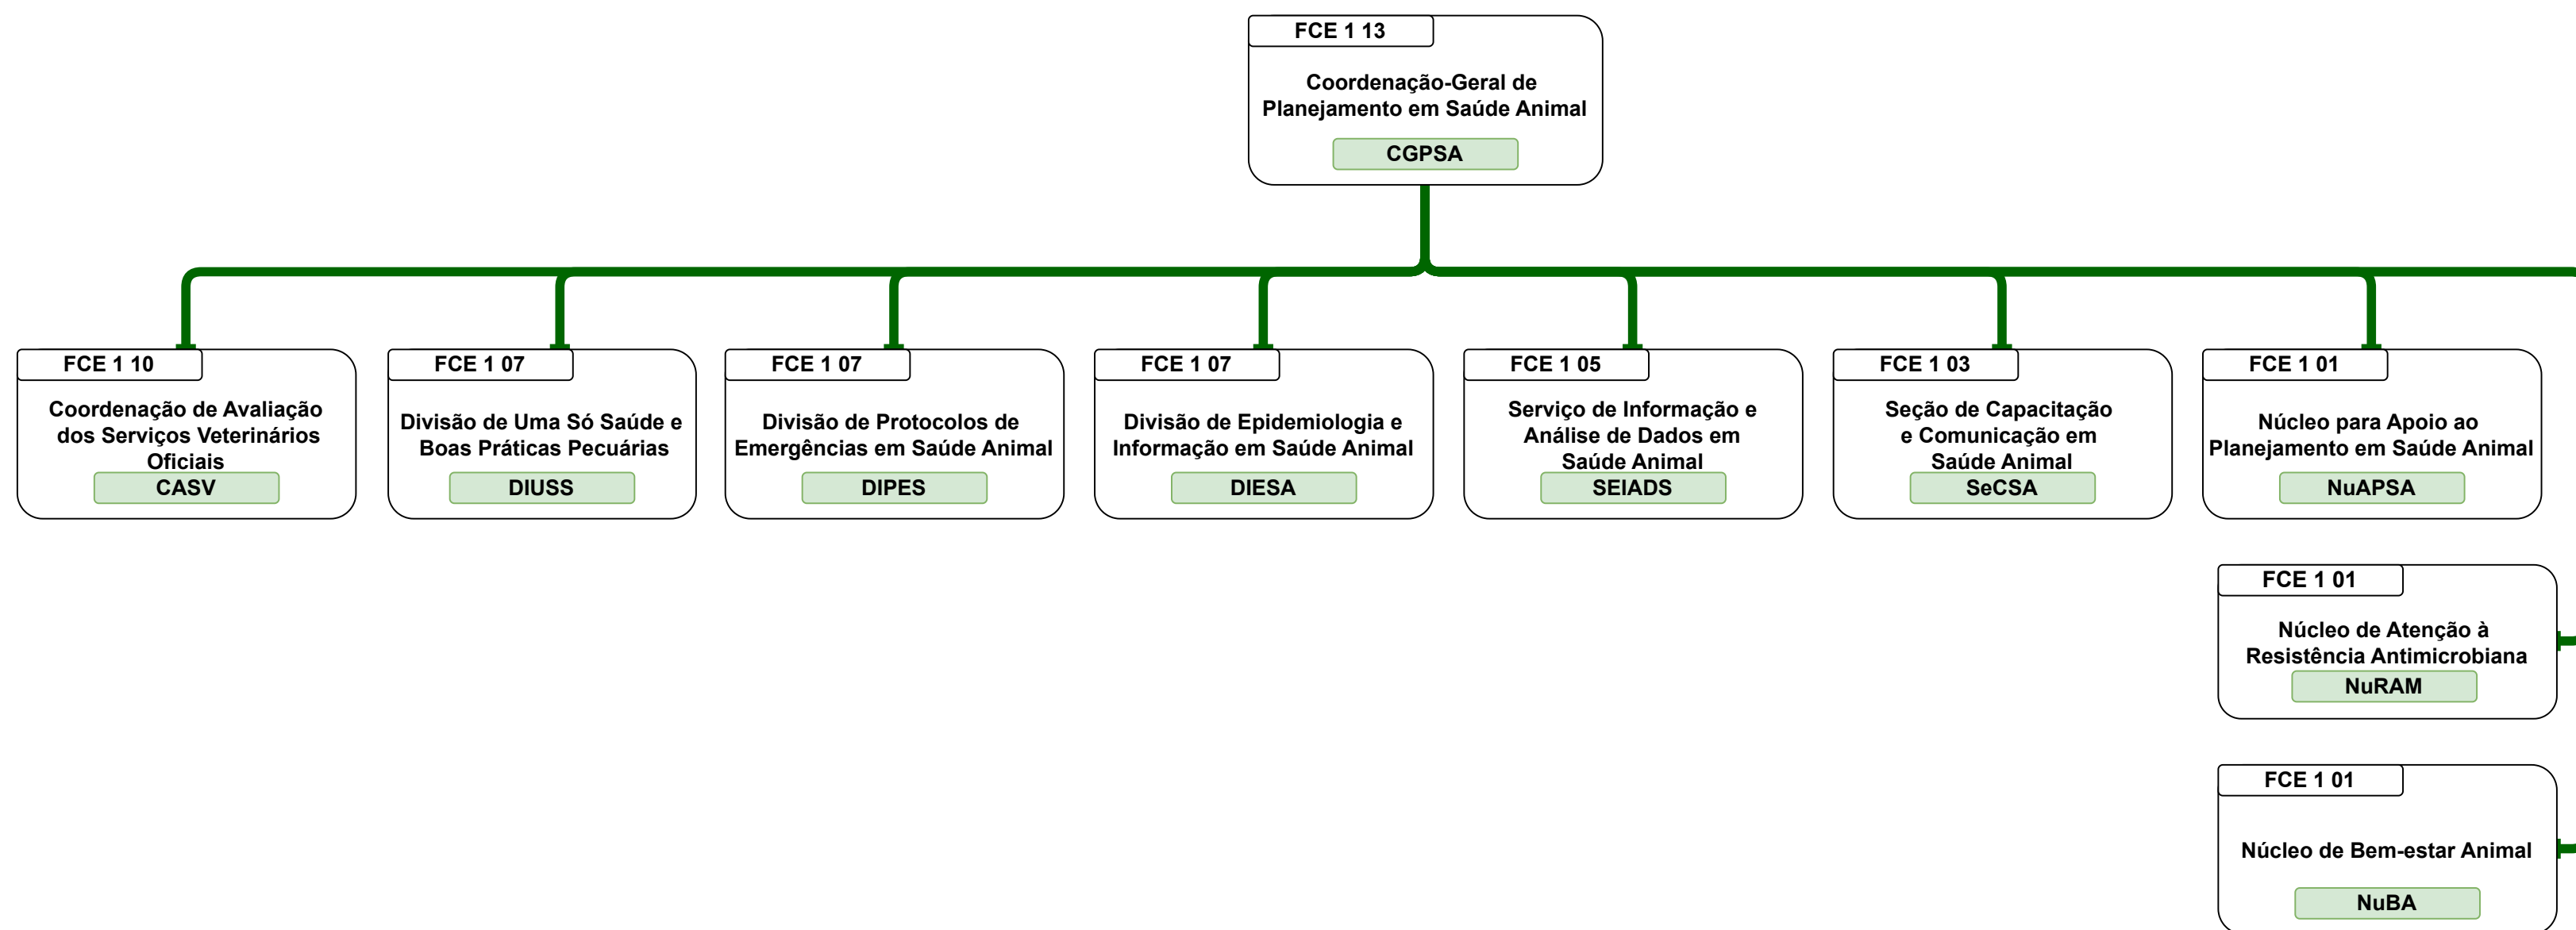 FCE 1 13
Coordenação-Geral de
Planejamento em Saúde Animal
CGPSA
FCE 1 10
Coordenação de Avaliação
dos Serviços Veterinários
Oficiais
CASV
FCE 1 07
Divisão de Uma Só Saúde e
Boas Práticas Pecuárias
DIUSS
FCE 1 07
Divisão de Protocolos de
Emergências em Saúde Animal
DIPES
FCE 1 07
Divisão de Epidemiologia e
Informação em Saúde Animal
DIESA
FCE 1 05
Serviço de Informação e
Análise de Dados em
Saúde Animal
SEIADS
FCE 1 03
Seção de Capacitação
e Comunicação em
Saúde Animal
SeCSA
FCE 1 01
Núcleo para Apoio ao
Planejamento em Saúde Animal
NuAPSA
FCE 1 01
Núcleo de Atenção à
Resistência Antimicrobiana
NuRAM
FCE 1 01
Núcleo de Bem-estar Animal
NuBA